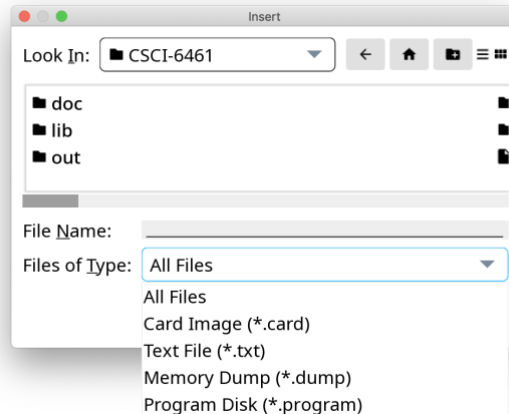 Insert
Look In: CSCI-6461
doc
lib
out
File Name:
Files of Type: All Files
All Files
Card Image (*.card)
Text File (*.txt)
Memory Dump (*.dump)
Program Disk (*.program)